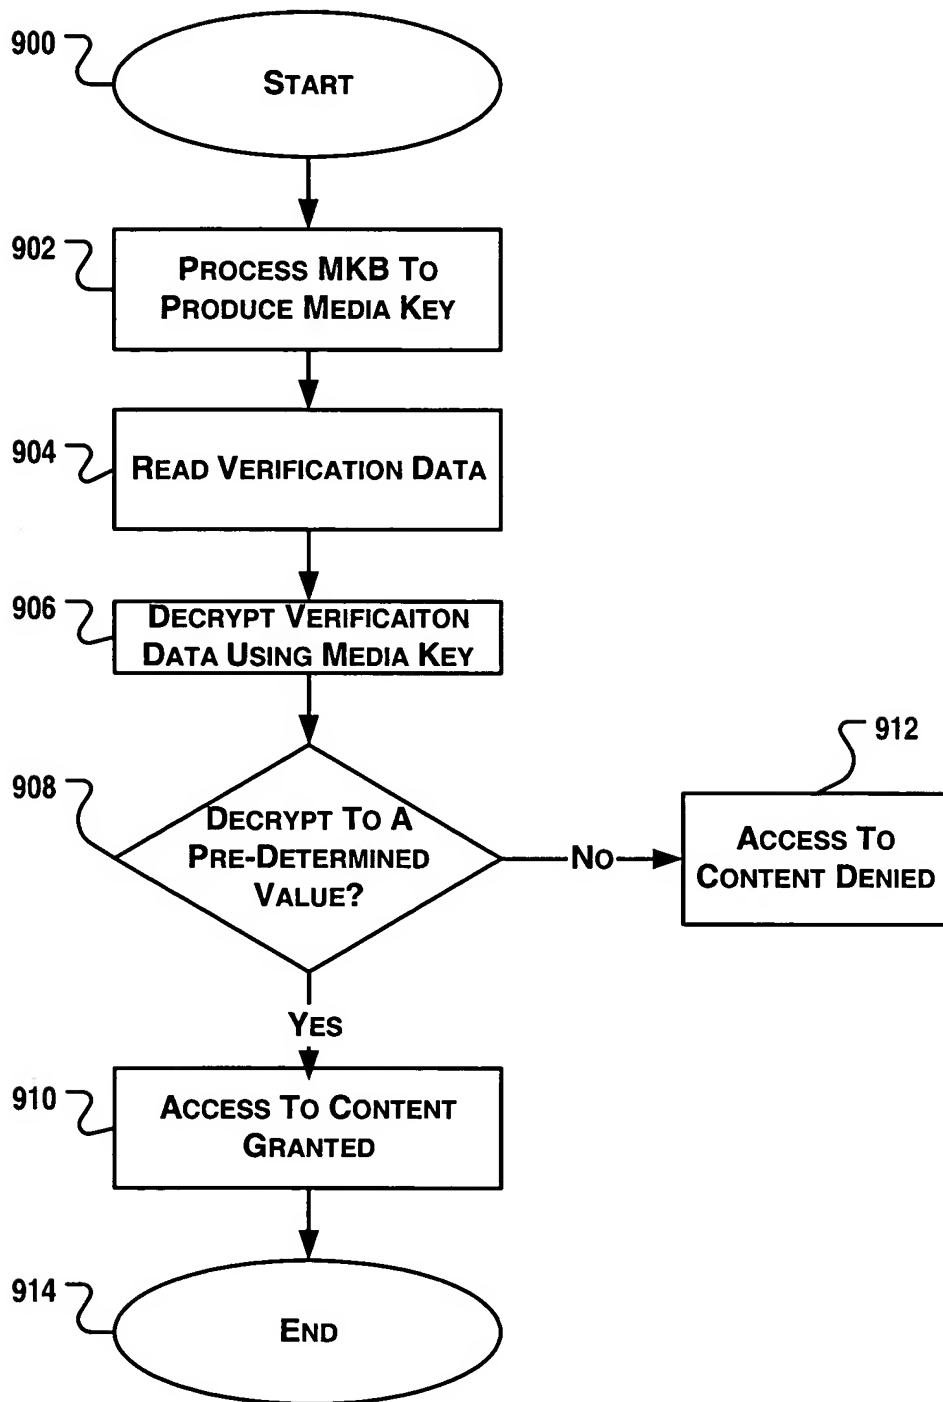 900
START
902
PROCESS MKB TO
PRODUCE MEDIA KEY
904
READ VERIFICATION DATA
906
DECRYPT VERIFICAITON
DATA USING MEDIA KEY
908
DECRYPT TO A
PRE-DETERMINED
VALUE?
NO
912
ACCESS TO
CONTENT DENIED
YES
910
ACCESS TO CONTENT
GRANTED
914
END